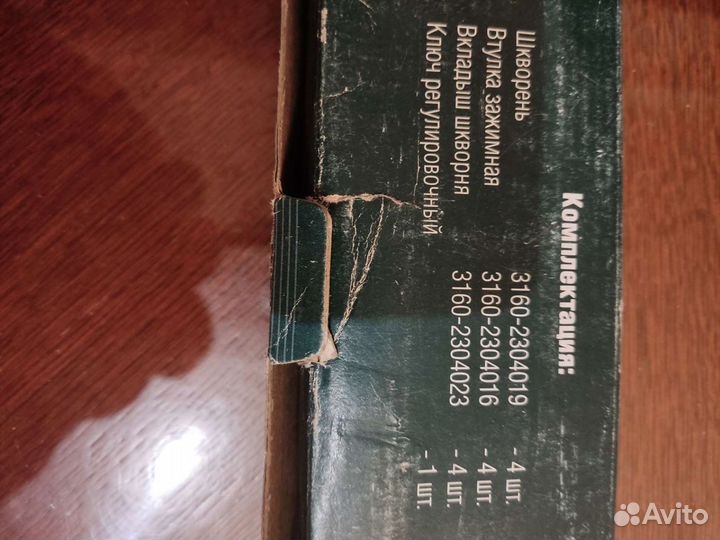 Комплектация:
Шкворень 3160-2304019 - 4 шт.
Втулка зажимная 3160-2304016 - 4 шт.
Вкладыш шкворня 3160-2304023 - 4 шт.
Ключ регулировочный - 1 шт.
Avito